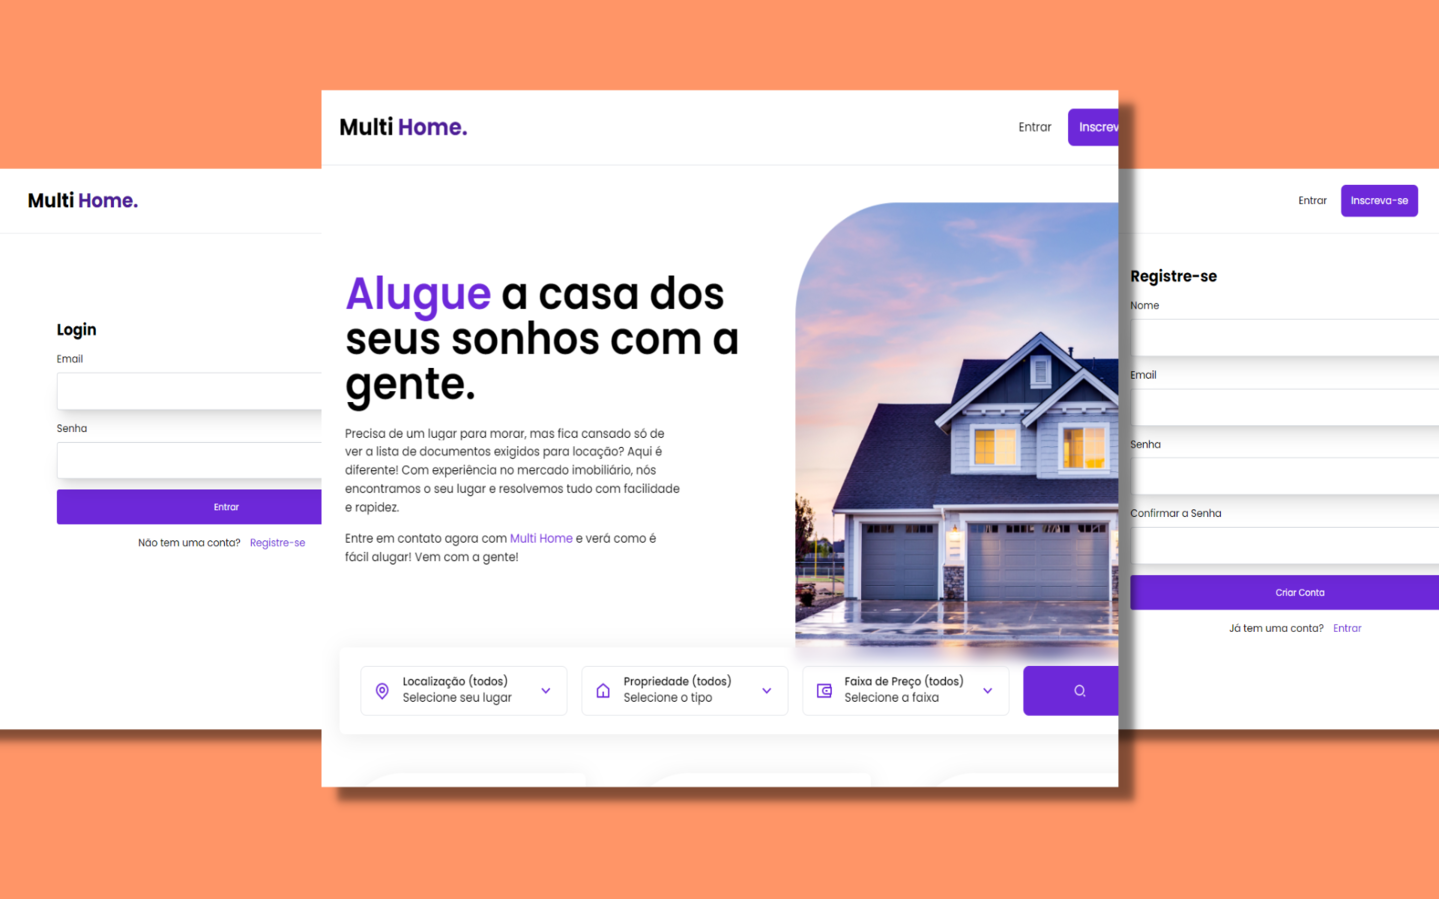 Multi Home.
Login
Email
Senha
Entrar
Não tem uma conta? Registre-se
Multi Home.
Entrar
Inscrev
Alugue a casa dos
seus sonhos com a
gente.
Precisa de um lugar para morar, mas fica cansado só de
ver a lista de documentos exigidos para locação? Aqui é
diferente! Com experiência no mercado imobiliário, nós
encontramos o seu lugar e resolvemos tudo com facilidade
e rapidez.
Entre em contato agora com Multi Home e verá como é
fácil alugar! Vem com a gente!
Localização (todos)
Selecione seu lugar
Propriedade (todos)
Selecione o tipo
Faixa de Preço (todos)
Selecione a faixa
Entrar
Inscreva-se
Registre-se
Nome
Email
Senha
Confirmar a Senha
Criar Conta
Já tem uma conta? Entrar